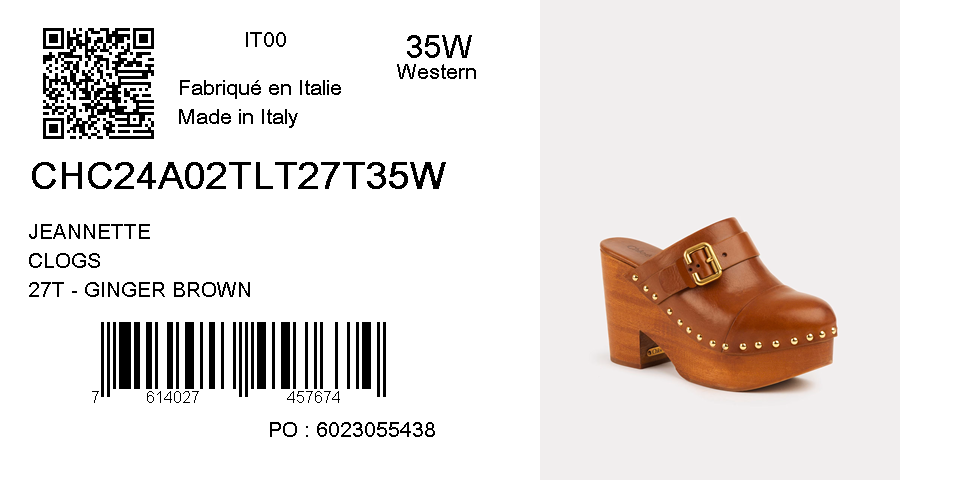 IT00
35W
Western
Fabriqué en Italie
Made in Italy
CHC24A02TLT27T35W
JEANNETTE
CLOGS
27T - GINGER BROWN
7 614027 457674
PO : 6023055438